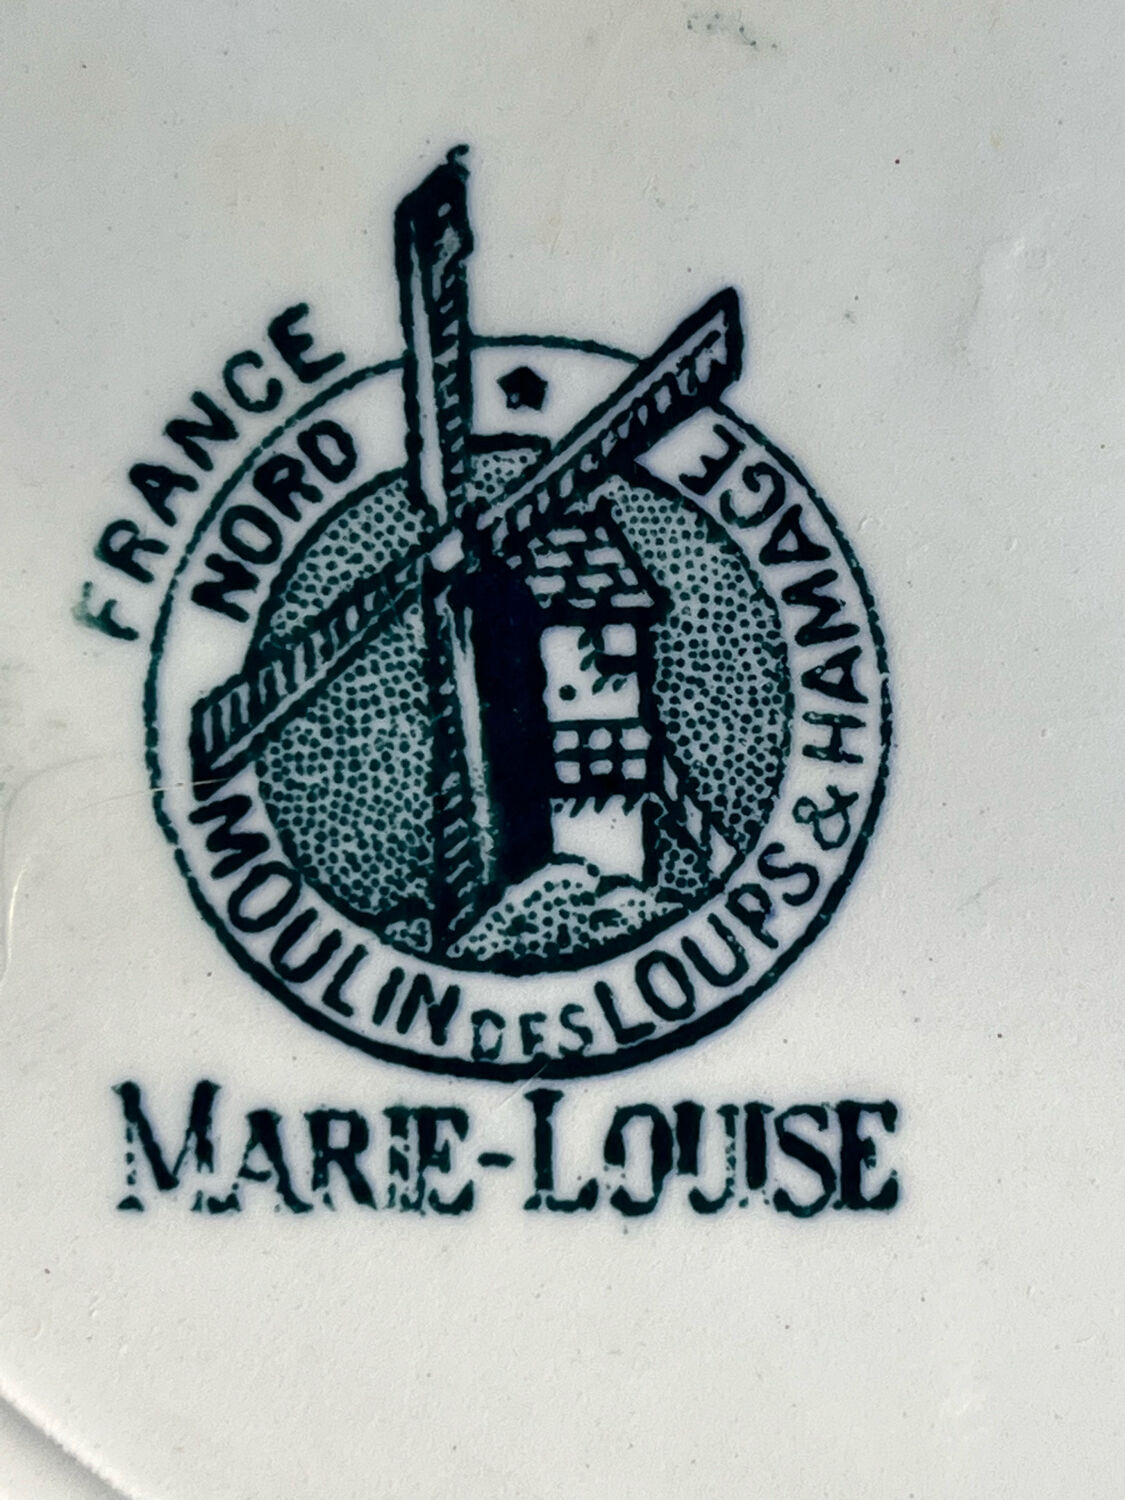 FRANCE
NORD
MOULIN DES LOUPS & HAMAGE
MARIE-LOUISE